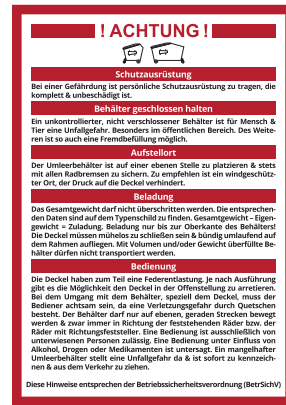 ! ACHTUNG !
Schutzausrüstung
Bei einer Gefährdung ist persönliche Schutzausrüstung zu tragen, die
komplett & unbeschädigt ist.
Behälter geschlossen halten
Ein unkontrollierter, nicht verschlossener Behälter ist für Mensch &
Tier eine Unfallgefahr. Besonders im öffentlichen Bereich. Des Weite-
ren ist so auch eine Fremdbefüllung möglich.
Aufstellort
Der Umleerbehälter ist auf einer ebenen Stelle zu platzieren & stets
mit allen Radbremsen zu sichern. Zu empfehlen ist ein windgeschütz-
ter Ort, der Druck auf die Deckel verhindert.
Beladung
Das Gesamtgewicht darf nicht überschritten werden. Die entsprechen-
den Daten sind auf dem Typenschild zu finden. Gesamtgewicht – Eigen-
gewicht = Zuladung. Beladung nur bis zur Oberkante des Behälters!
Die Deckel müssen mühelos zu schließen sein & bündig umlaufend auf
dem Rahmen aufliegen. Mit Volumen und/oder Gewicht überfüllte Be-
hälter dürfen nicht transportiert werden.
Bedienung
Die Deckel haben zum Teil eine Federentlastung. Je nach Ausführung
gibt es die Möglichkeit den Deckel in der Offenstellung zu arretieren.
Bei dem Umgang mit dem Behälter, speziell dem Deckel, muss der
Bediener achtsam sein, da eine Verletzungsgefahr durch Quetschen
besteht. Der Behälter darf nur auf ebenen, geraden Strecken bewegt
werden & zwar immer in Richtung der feststehenden Räder bzw. der
Räder mit Richtungsfeststeller. Eine Bedienung ist ausschließlich von
unterwiesenen Personen zulässig. Eine Bedienung unter Einfluss von
Alkohol, Drogen oder Medikamenten ist untersagt. Ein mangelhafter
Umleerbehälter stellt eine Unfallgefahr da & ist sofort zu kennzeich-
nen & aus dem Verkehr zu ziehen.
Diese Hinweise entsprechen der Betriebssicherheitsverordnung (BetrSichV)